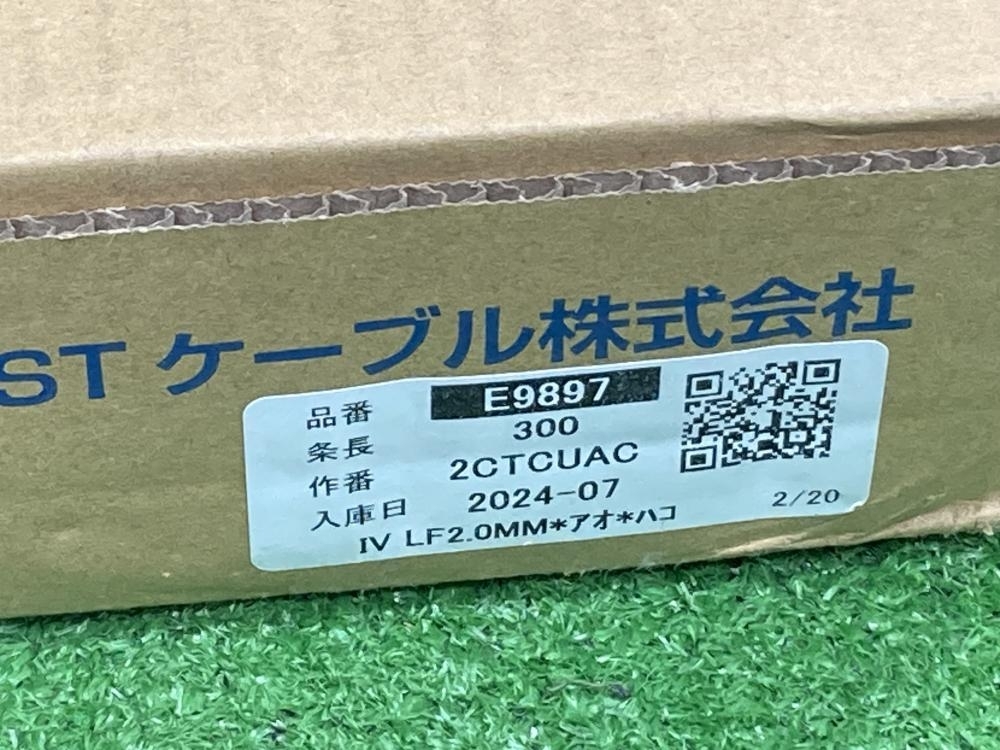 STケーブル株式会社
品番 E9897
条長 300
作番 2CTCUAC
入庫日 2024-07
2/20
IV LF2.0MM*アオ*ハコ